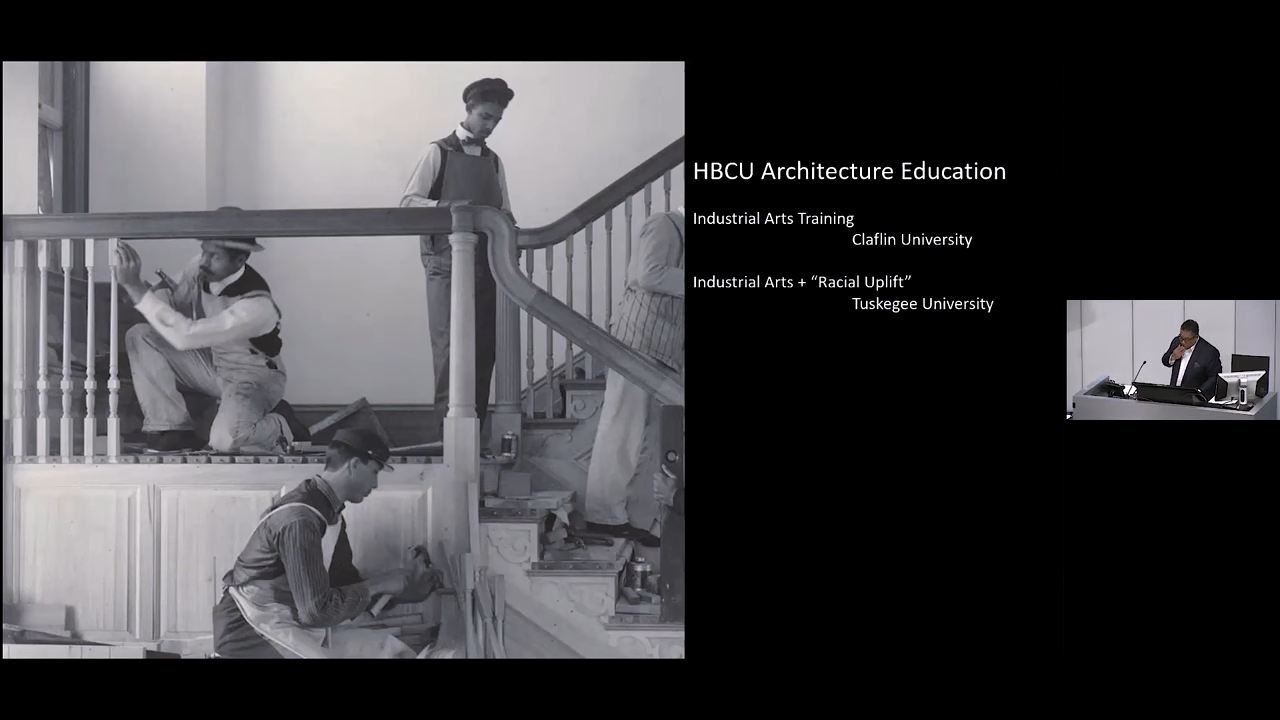 HBCU Architecture Education
Industrial Arts Training
Claflin University
Industrial Arts + “Racial Uplift”
Tuskegee University